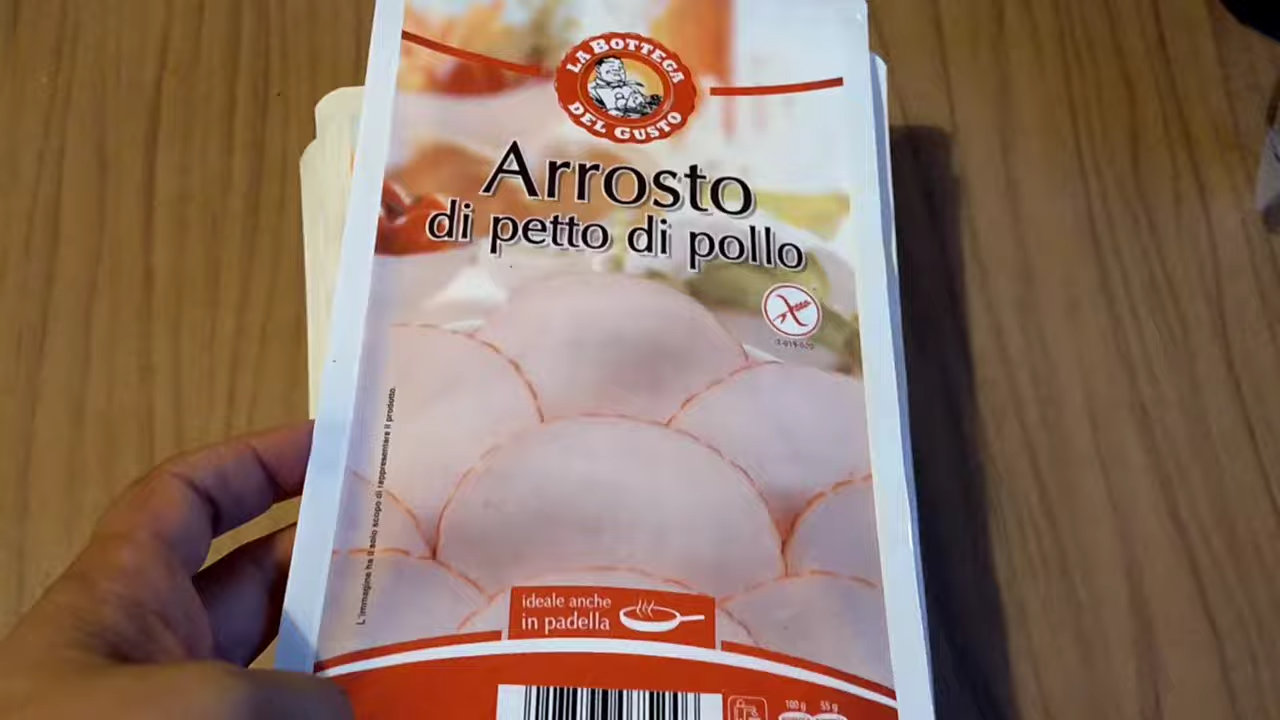 LA BOTTEGA
DEL GUSTO
Arrosto
di petto di pollo
L'immagine ha il solo scopo di rappresentare il prodotto.
ideale anche
in padella
100 g 55 g